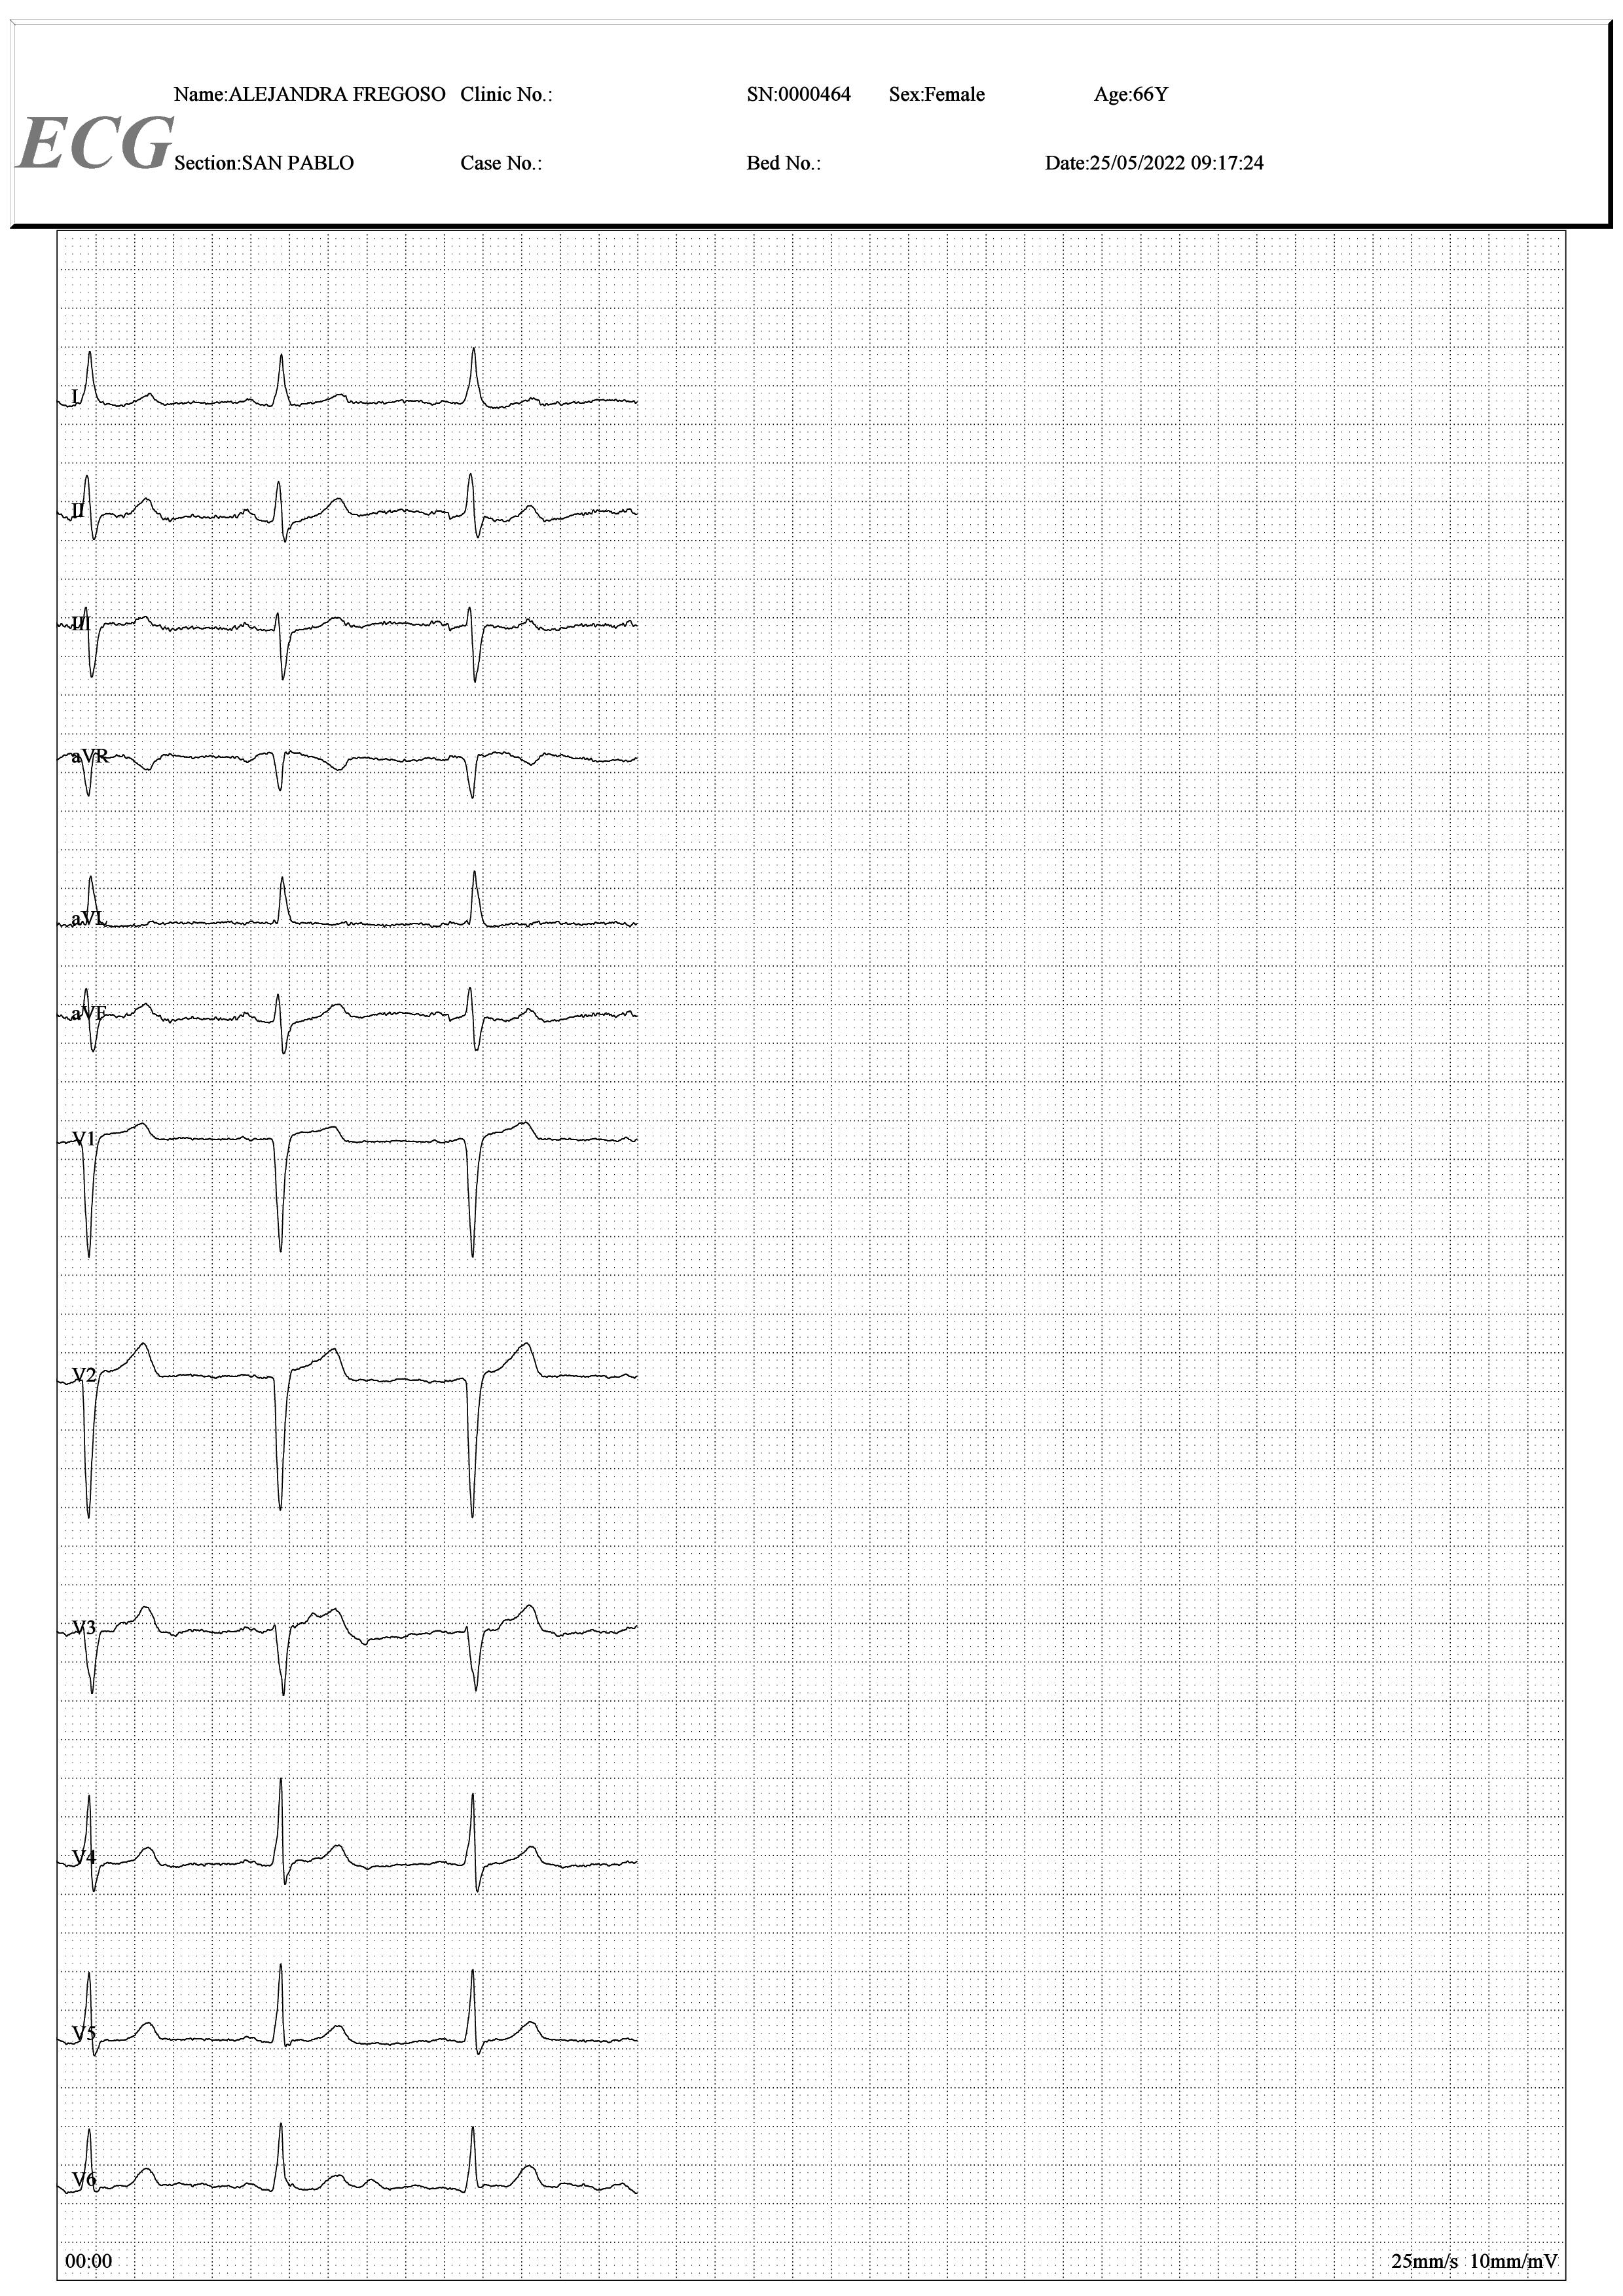 Name:ALEJANDRA FREGOSO Clinic No.: SN:0000464 Sex:Female Age:66Y
ECG
Section:SAN PABLO Case No.: Bed No.: Date:25/05/2022 09:17:24
I
II
III
aVR
aVL
aVF
V1
V2
V3
V4
V5
V6
00:00 25mm/s 10mm/mV